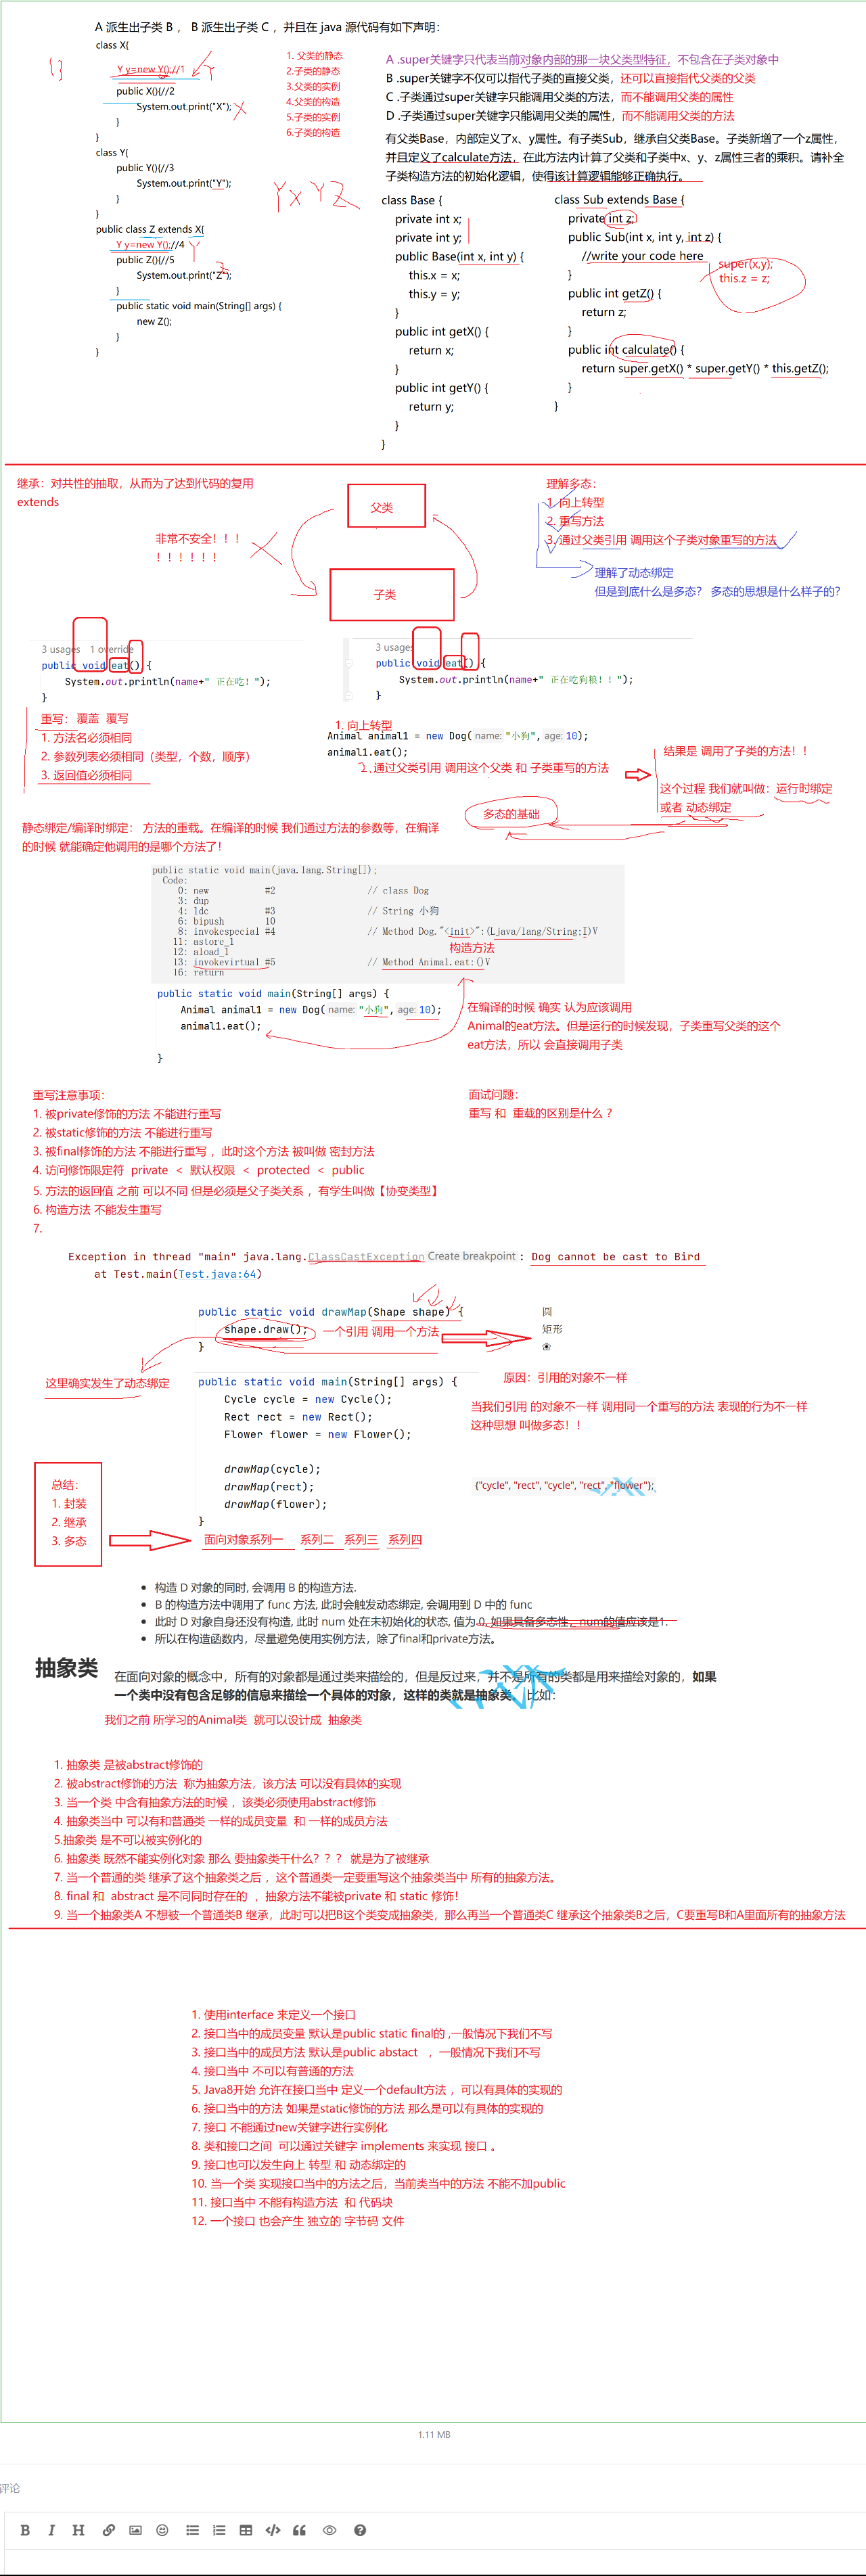 A 派生出子类 B ， B 派生出子类 C ，并且在 java 源代码有如下声明：
class X{
Y y=new Y();//1
public X(){//2
System.out.print("X");
}
}
class Y{
public Y(){//3
System.out.print("Y");
}
}
public class Z extends X{
Y y=new Y();//4
public Z(){//5
System.out.print("Z");
}
public static void main(String[] args) {
new Z();
}
}
1. 父类的静态
2.子类的静态
3.父类的实例
4.父类的构造
5.子类的实例
6.子类的构造
Y
X
Y
Z
YXYZ
A .super关键字只代表当前对象内部的那一块父类型特征，不包含在子类对象中
B .super关键字不仅可以指代子类的直接父类，还可以直接指代父类的父类
C .子类通过super关键字只能调用父类的方法，而不能调用父类的属性
D .子类通过super关键字只能调用父类的属性，而不能调用父类的方法
有父类Base，内部定义了x、y属性。有子类Sub，继承自父类Base。子类新增了一个z属性，
并且定义了calculate方法，在此方法内计算了父类和子类中x、y、z属性三者的乘积。请补全
子类构造方法的初始化逻辑，使得该计算逻辑能够正确执行。
class Base {
private int x;
private int y;
public Base(int x, int y) {
this.x = x;
this.y = y;
}
public int getX() {
return x;
}
public int getY() {
return y;
}
}
class Sub extends Base {
private int z;
public Sub(int x, int y, int z) {
//write your code here
}
public int getZ() {
return z;
}
public int calculate() {
return super.getX() * super.getY() * this.getZ();
}
}
super(x,y);
this.z = z;
继承：对共性的抽取，从而为了达到代码的复用
extends
非常不安全！！！
！！！！！！
父类
子类
理解多态：
1. 向上转型
2. 重写方法
3. 通过父类引用 调用这个子类对象重写的方法
理解了动态绑定
但是到底什么是多态？ 多态的思想是什么样子的？
3 usages 1 override
public void eat() {
System.out.println(name+" 正在吃！");
}
3 usages
public void eat() {
System.out.println(name+" 正在吃狗粮！！");
}
重写： 覆盖 覆写
1. 方法名必须相同
2. 参数列表必须相同（类型，个数，顺序）
3. 返回值必须相同
1. 向上转型
Animal animal1 = new Dog( name: "小狗", age: 10);
animal1.eat();
2,通过父类引用 调用这个父类 和 子类重写的方法
结果是 调用了子类的方法！！
这个过程 我们就叫做：运行时绑定
或者 动态绑定
多态的基础
静态绑定/编译时绑定： 方法的重载。在编译的时候 我们通过方法的参数等，在编译
的时候 就能确定他调用的是哪个方法了！
public static void main(java.lang.String[]);
Code:
0: new #2 // class Dog
3: dup
4: ldc #3 // String 小狗
6: bipush 10
8: invokespecial #4 // Method Dog."<init>":(Ljava/lang/String;I)V
11: astore_1
12: aload_1
13: invokevirtual #5 // Method Animal.eat:()V
16: return
构造方法
public static void main(String[] args) {
Animal animal1 = new Dog( name: "小狗", age: 10);
animal1.eat();
}
在编译的时候 确实 认为应该调用
Animal的eat方法。但是运行的时候发现，子类重写父类的这个
eat方法，所以 会直接调用子类
重写注意事项：
1. 被private修饰的方法 不能进行重写
2. 被static修饰的方法 不能进行重写
3. 被final修饰的方法 不能进行重写 ，此时这个方法 被叫做 密封方法
4. 访问修饰限定符 private < 默认权限 < protected < public
5. 方法的返回值 之前 可以不同 但是必须是父子类关系 ，有学生叫做【协变类型】
6. 构造方法 不能发生重写
7.
面试问题：
重写 和 重载的区别是什么 ？
Exception in thread "main" java.lang.ClassCastException Create breakpoint : Dog cannot be cast to Bird
at Test.main(Test.java:64)
public static void drawMap(Shape shape) {
shape.draw();
}
一个引用 调用一个方法
圆
矩形
❀
这里确实发生了动态绑定
原因：引用的对象不一样
public static void main(String[] args) {
Cycle cycle = new Cycle();
Rect rect = new Rect();
Flower flower = new Flower();
drawMap(cycle);
drawMap(rect);
drawMap(flower);
}
当我们引用 的对象不一样 调用同一个重写的方法 表现的行为不一样
这种思想 叫做多态！！
{"cycle", "rect", "cycle", "rect", "flower"};
总结：
1. 封装
2. 继承
3. 多态
面向对象系列一 系列二 系列三 系列四
• 构造 D 对象的同时, 会调用 B 的构造方法.
• B 的构造方法中调用了 func 方法, 此时会触发动态绑定, 会调用到 D 中的 func
• 此时 D 对象自身还没有构造, 此时 num 处在未初始化的状态, 值为 0. 如果具备多态性，num的值应该是1.
• 所以在构造函数内，尽量避免使用实例方法，除了final和private方法。
抽象类
在面向对象的概念中，所有的对象都是通过类来描绘的，但是反过来，并不是所有的类都是用来描绘对象的，如果
一个类中没有包含足够的信息来描绘一个具体的对象，这样的类就是抽象类。 比如：
我们之前 所学习的Animal类 就可以设计成 抽象类
1. 抽象类 是被abstract修饰的
2. 被abstract修饰的方法 称为抽象方法，该方法 可以没有具体的实现
3. 当一个类 中含有抽象方法的时候 ，该类必须使用abstract修饰
4. 抽象类当中 可以有和普通类 一样的成员变量 和 一样的成员方法
5.抽象类 是不可以被实例化的
6. 抽象类 既然不能实例化对象 那么 要抽象类干什么？？？ 就是为了被继承
7. 当一个普通的类 继承了这个抽象类之后 ，这个普通类一定要重写这个抽象类当中 所有的抽象方法。
8. final 和 abstract 是不同同时存在的 ，抽象方法不能被private 和 static 修饰！
9. 当一个抽象类A 不想被一个普通类B 继承，此时可以把B这个类变成抽象类，那么再当一个普通类C 继承这个抽象类B之后，C要重写B和A里面所有的抽象方法
1. 使用interface 来定义一个接口
2. 接口当中的成员变量 默认是public static final的 ,一般情况下我们不写
3. 接口当中的成员方法 默认是public abstact ，一般情况下我们不写
4. 接口当中 不可以有普通的方法
5. Java8开始 允许在接口当中 定义一个default方法 ，可以有具体的实现的
6. 接口当中的方法 如果是static修饰的方法 那么是可以有具体的实现的
7. 接口 不能通过new关键字进行实例化
8. 类和接口之间 可以通过关键字 implements 来实现 接口 。
9. 接口也可以发生向上 转型 和 动态绑定的
10. 当一个类 实现接口当中的方法之后，当前类当中的方法 不能不加public
11. 接口当中 不能有构造方法 和 代码块
12. 一个接口 也会产生 独立的 字节码 文件
1.11 MB
评论
B I H